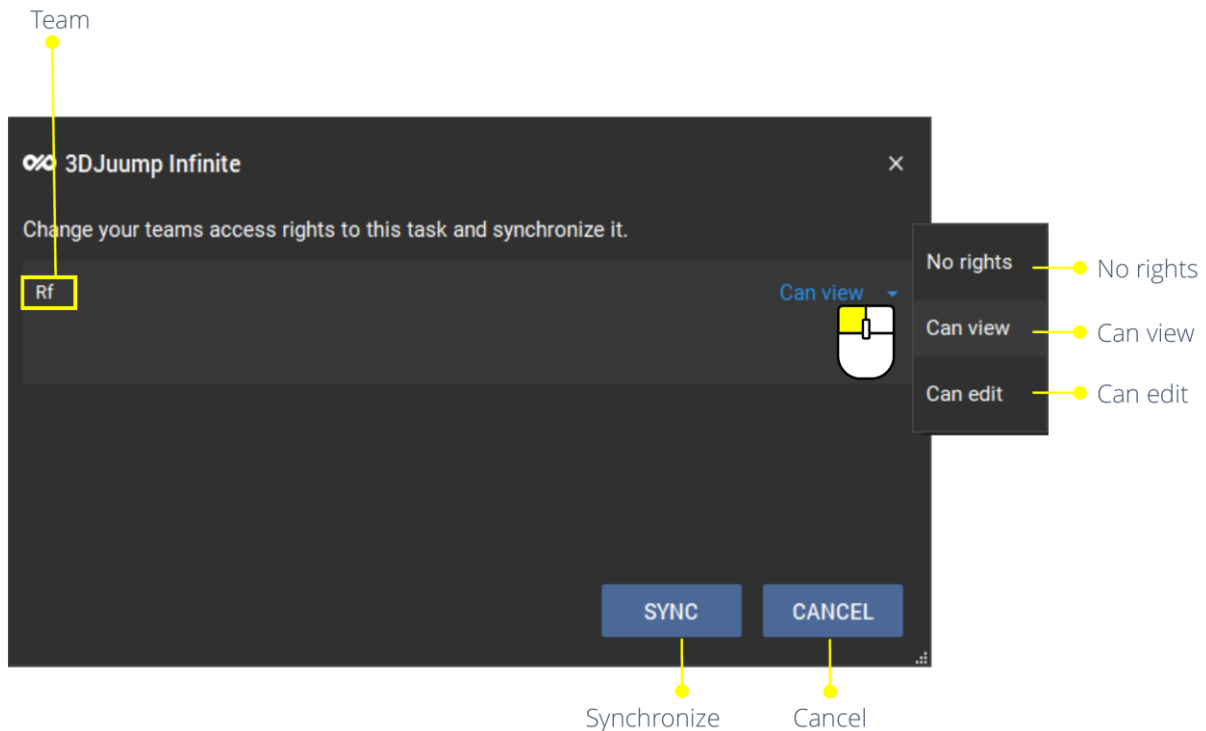 Team
3DJuump Infinite
Change your teams access rights to this task and synchronize it.
Rf
Can view
No rights
No rights
Can view
Can view
Can edit
Can edit
SYNC
CANCEL
Synchronize
Cancel